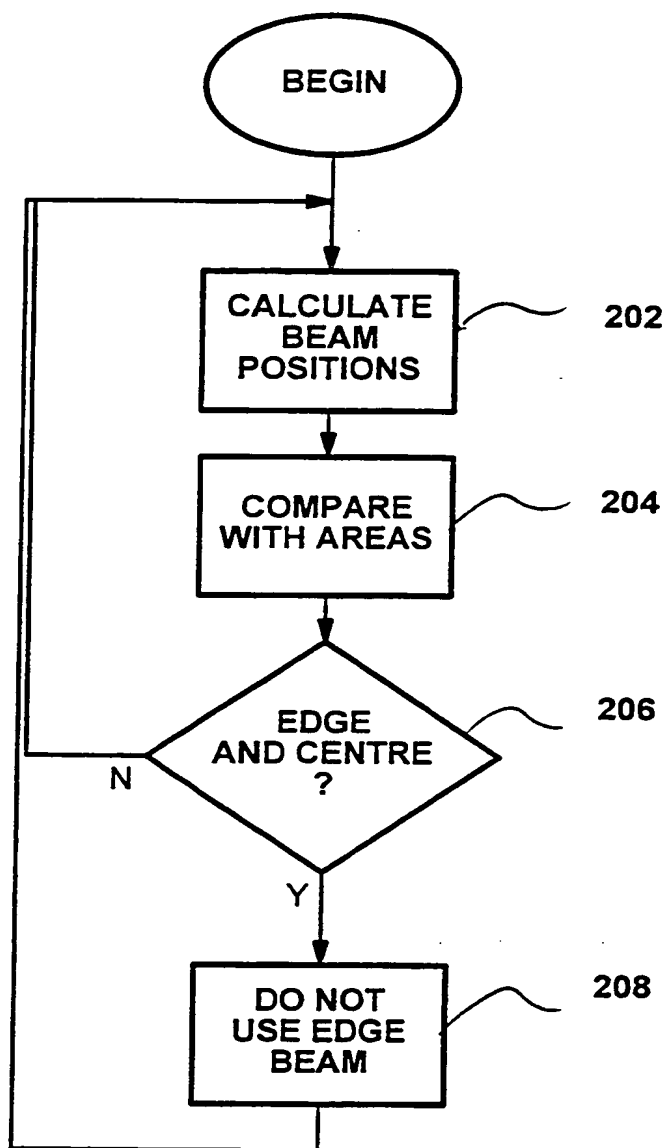 BEGIN
CALCULATE
BEAM
POSITIONS
202
COMPARE
WITH AREAS
204
EDGE
AND CENTRE
?
206
N
Y
DO NOT
USE EDGE
BEAM
208